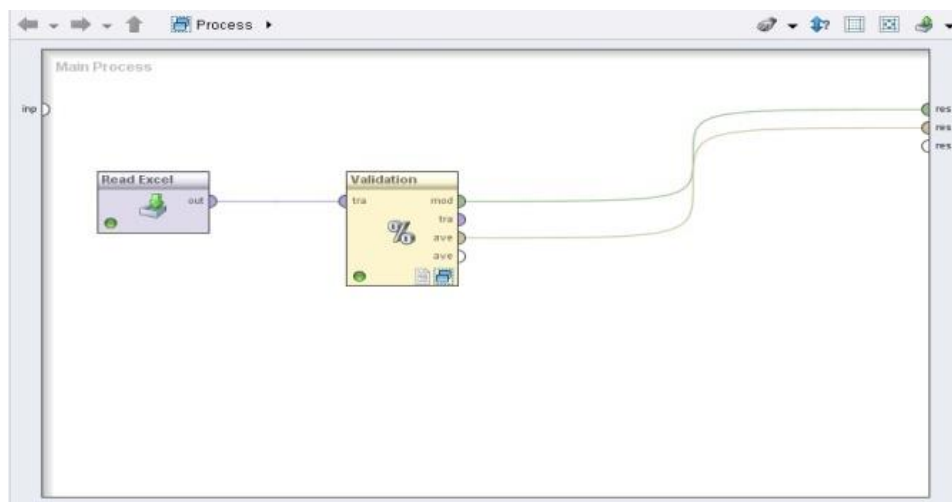 Process
Main Process
inp
res
res
res
Read Excel
out
Validation
tra
mod
tra
ave
ave
%
?